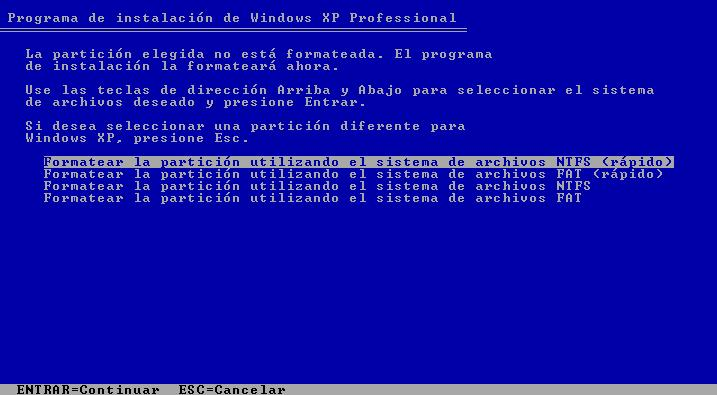 Programa de instalación de Windows XP Professional
La partición elegida no está formateada. El programa
de instalación la formateará ahora.
Use las teclas de dirección Arriba y Abajo para seleccionar el sistema
de archivos deseado y presione Entrar.
Si desea seleccionar una partición diferente para
Windows XP, presione Esc.
Formatear la partición utilizando el sistema de archivos NTFS (rápido)
Formatear la partición utilizando el sistema de archivos FAT (rápido)
Formatear la partición utilizando el sistema de archivos NTFS
Formatear la partición utilizando el sistema de archivos FAT
ENTRAR=Continuar  ESC=Cancelar